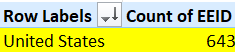 Row Labels Count of EEID
United States 643